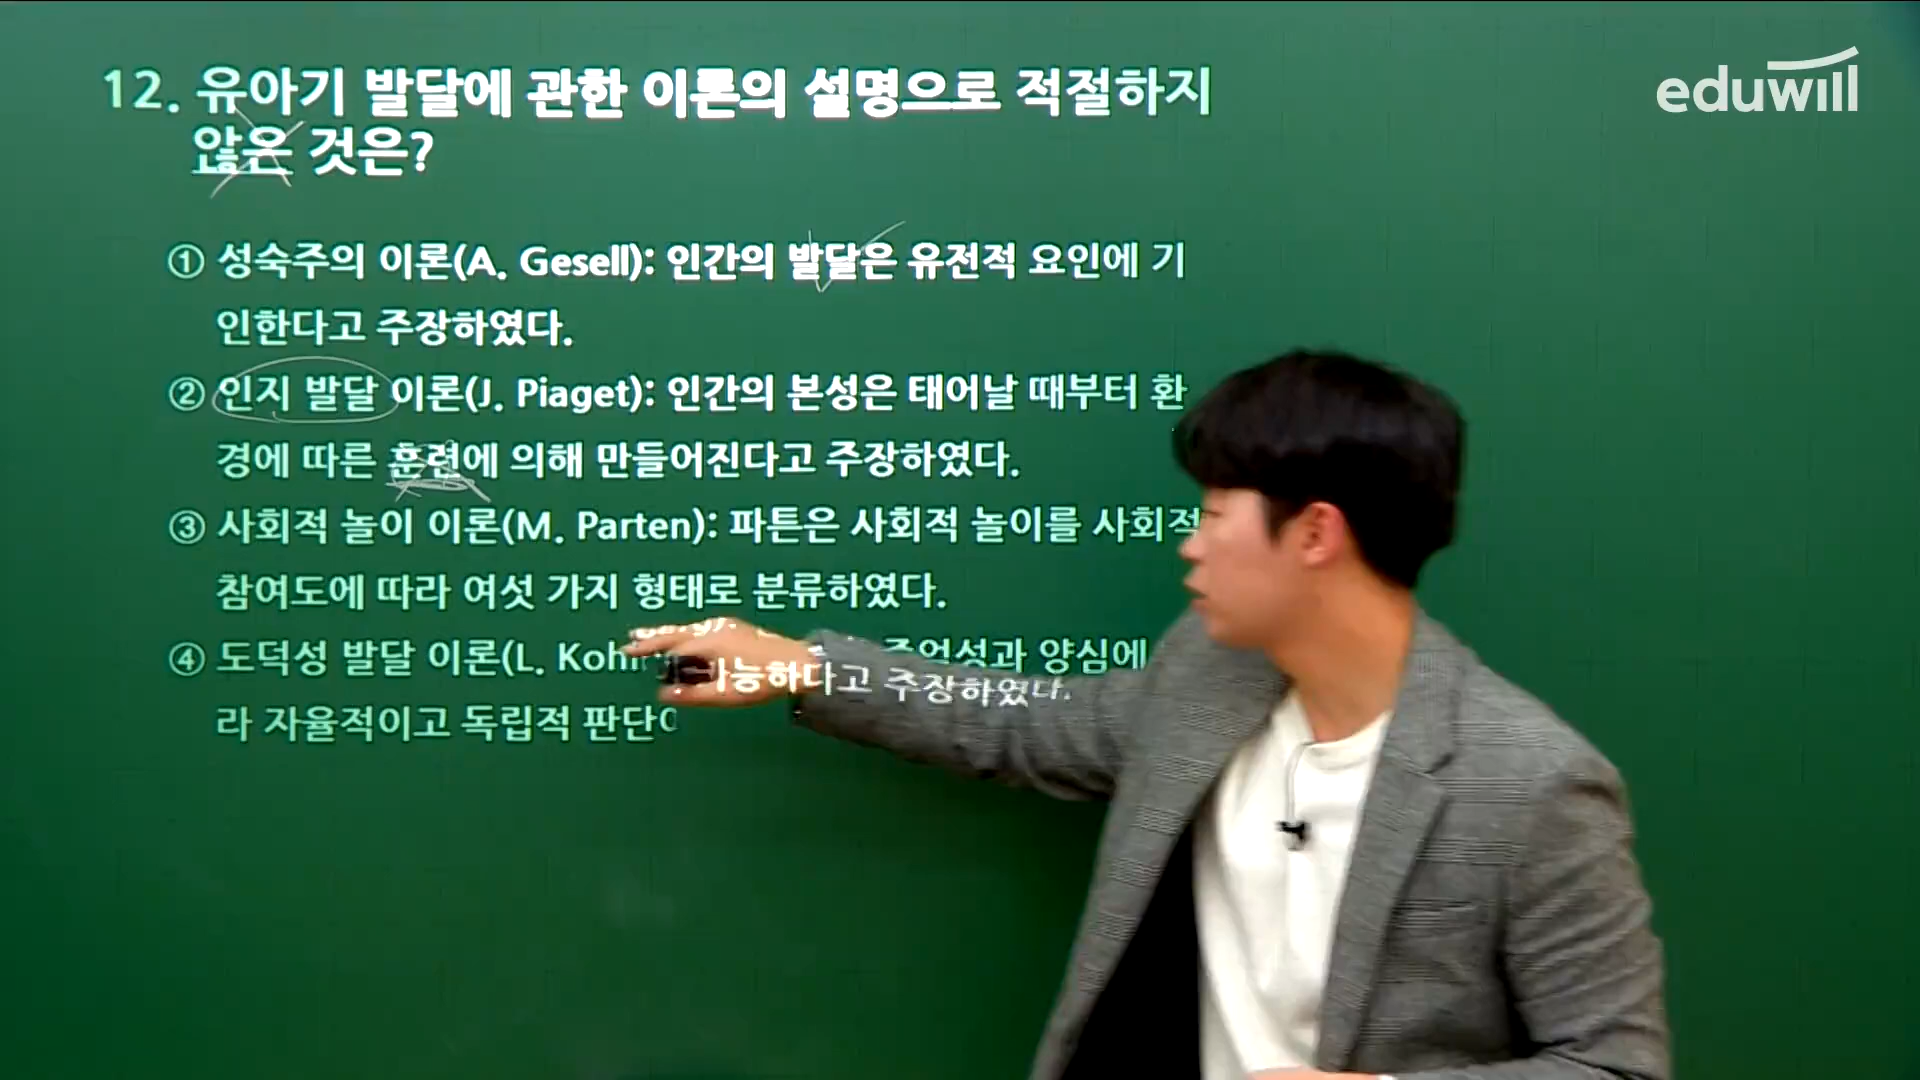 eduwill
12. 유아기 발달에 관한 이론의 설명으로 적절하지
않은 것은?
① 성숙주의 이론(A. Gesell): 인간의 발달은 유전적 요인에 기
인한다고 주장하였다.
② 인지 발달 이론(J. Piaget): 인간의 본성은 태어날 때부터 환
경에 따른 훈련에 의해 만들어진다고 주장하였다.
③ 사회적 놀이 이론(M. Parten): 파튼은 사회적 놀이를 사회적
참여도에 따라 여섯 가지 형태로 분류하였다.
④ 도덕성 발달 이론(L. 양심에
라 자율적이고 독립적 주장하였다.